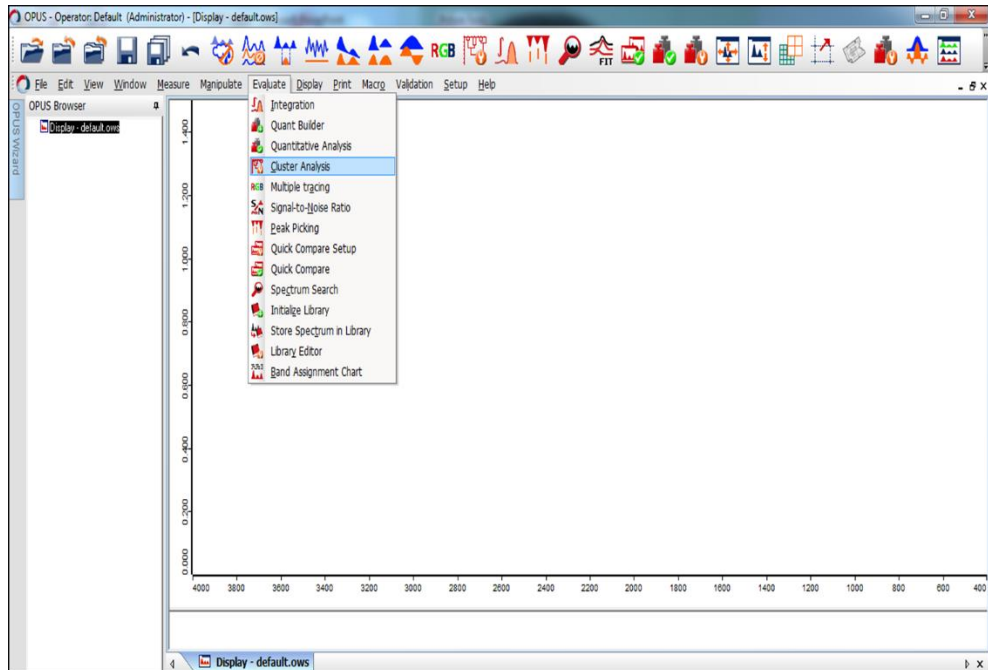 OPUS - Operator: Default (Administrator) - [Display - default.ows]
RGB
FIT
File Edit View Window Measure Manipulate Evaluate Display Print Macro Validation Setup Help
OPUS Browser
OPUS Wizard
Display - default.ows
Integration
Quant Builder
Quantitative Analysis
Cluster Analysis
RGB Multiple tracing
S/N Signal-to-Noise Ratio
Peak Picking
Quick Compare Setup
Quick Compare
Spectrum Search
Initialize Library
Store Spectrum in Library
Library Editor
Band Assignment Chart
1.400
1.200
1.000
0.800
0.600
0.400
0.200
0.000
4000 3800 3600 3400 3200 3000 2800 2600 2400 2200 2000 1800 1600 1400 1200 1000 800 600 400
Display - default.ows